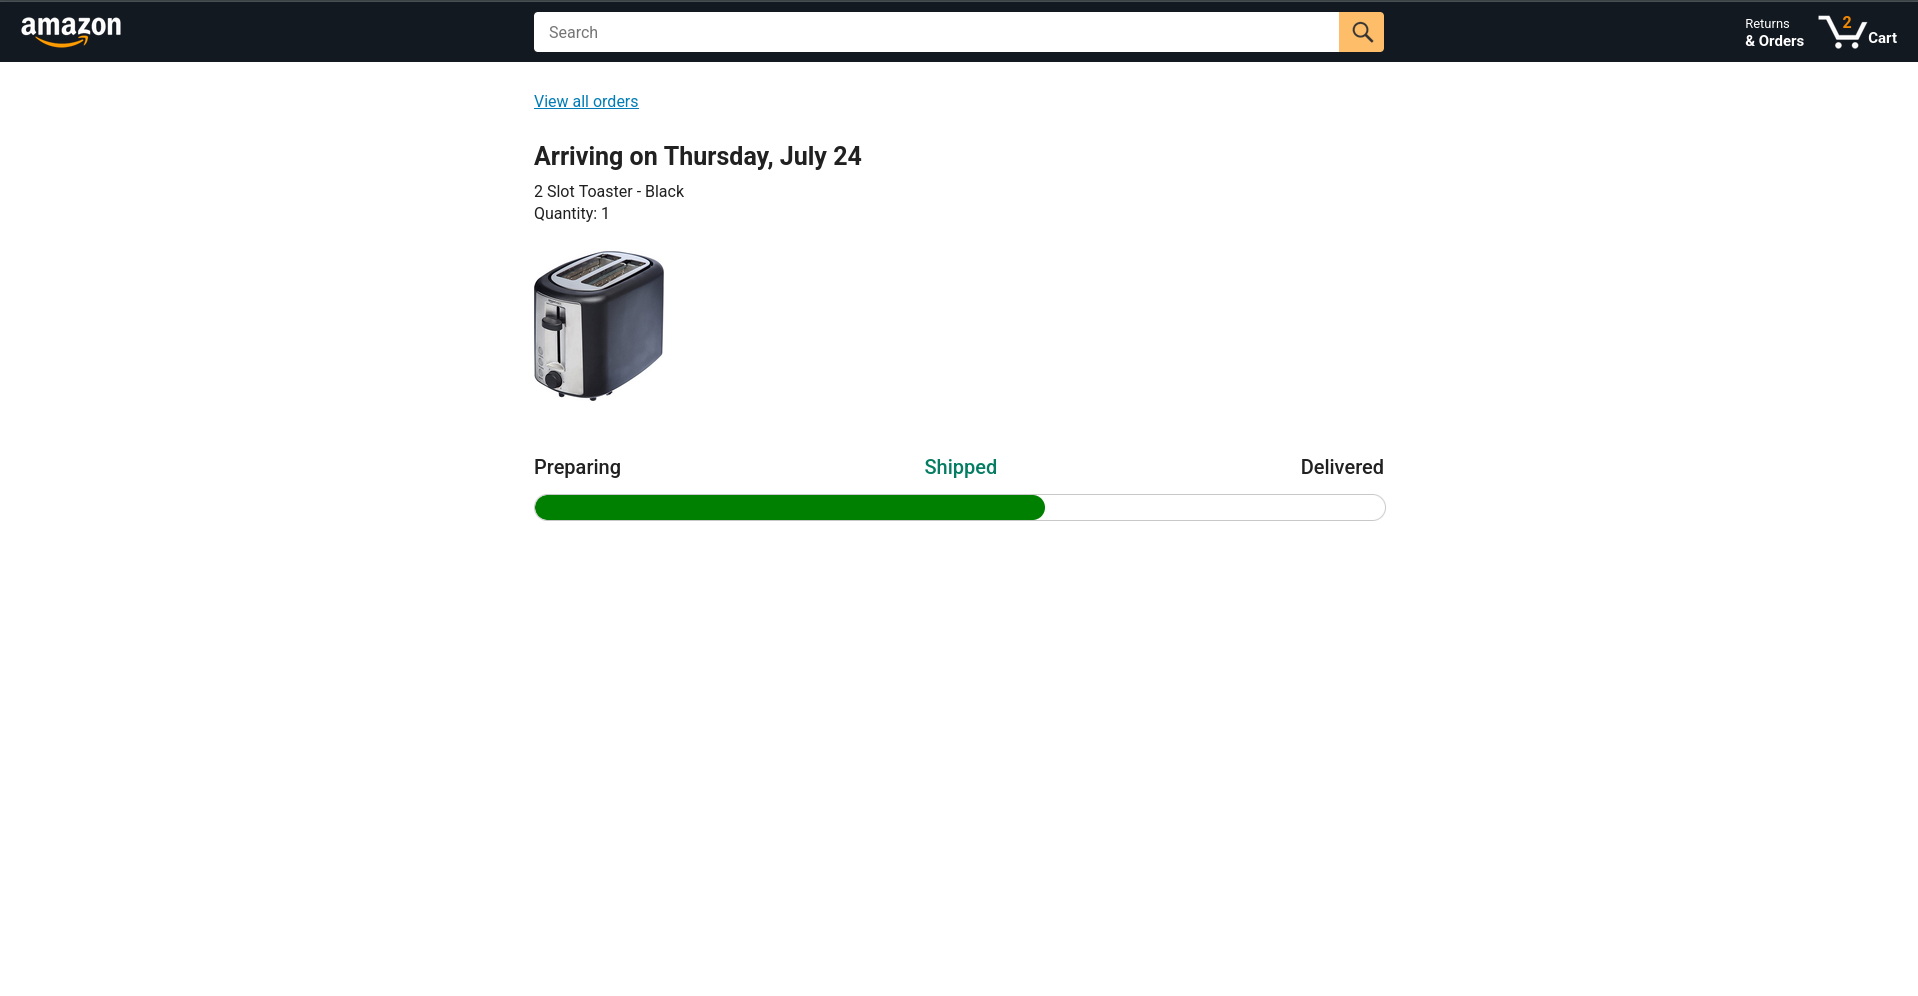 amazon
Search
Returns
& Orders
2
Cart
View all orders
Arriving on Thursday, July 24
2 Slot Toaster - Black
Quantity: 1
Preparing
Shipped
Delivered